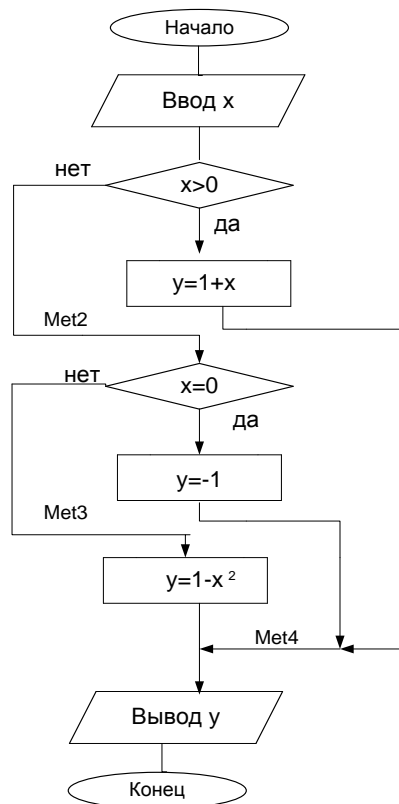 Начало
Ввод x
нет
x>0
да
y=1+x
Met2
нет
x=0
да
y=-1
Met3
y=1-x²
Met4
Вывод y
Конец